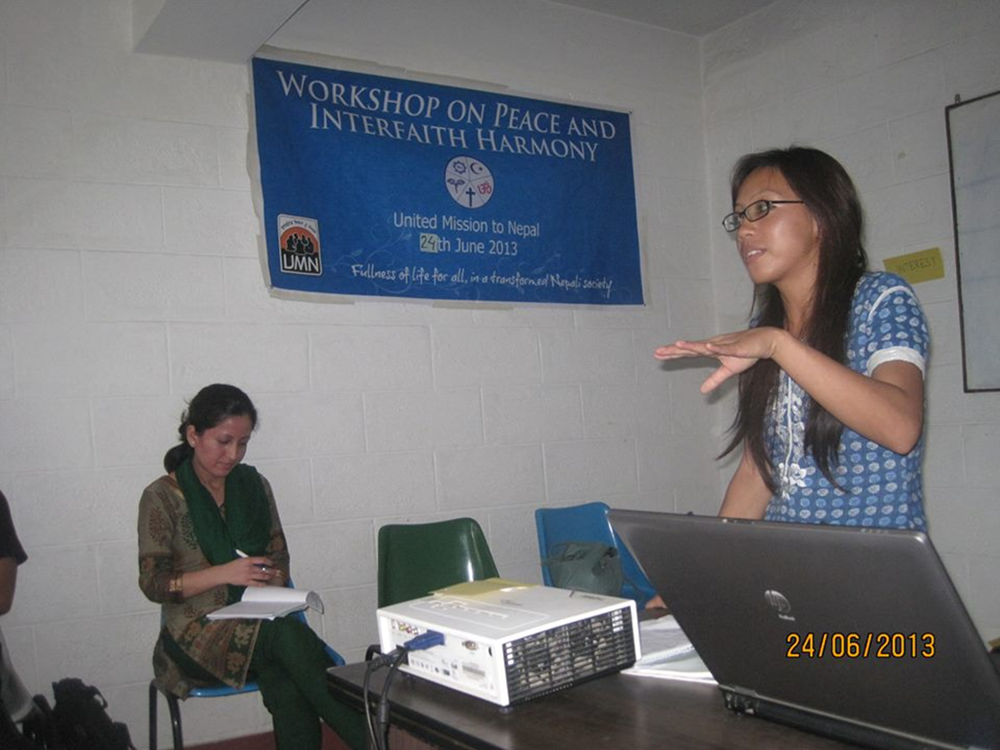 WORKSHOP ON PEACE AND
INTERFAITH HARMONY
United Mission to Nepal
24th June 2013
Fullness of life for all, in a transformed Nepali society
UMN
INTEREST
hp
24/06/2013